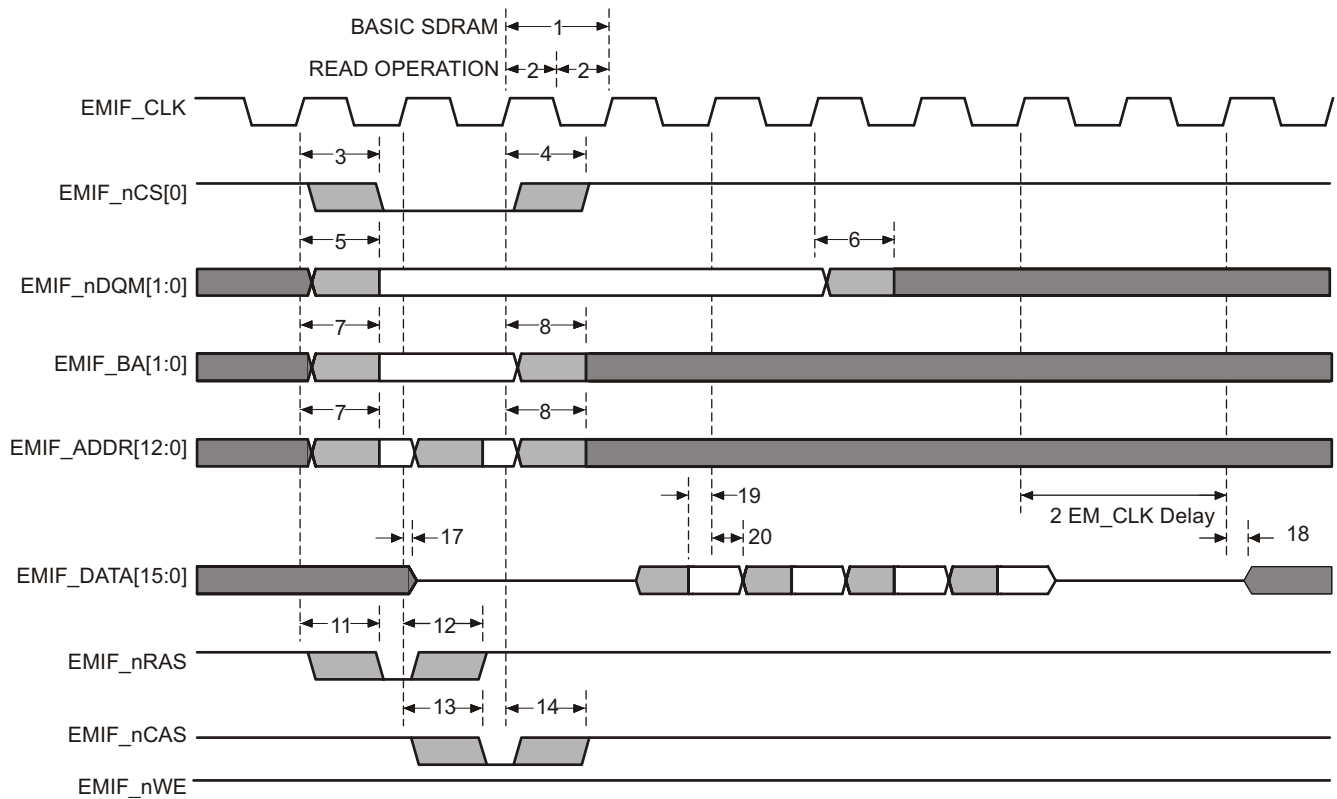 BASIC SDRAM
1
READ OPERATION
2 2
EMIF_CLK
3 4
EMIF_nCS[0]
5 6
EMIF_nDQM[1:0]
7 8
EMIF_BA[1:0]
7 8
EMIF_ADDR[12:0]
19
2 EM_CLK Delay
17 20 18
EMIF_DATA[15:0]
11 12
EMIF_nRAS
13 14
EMIF_nCAS
EMIF_nWE